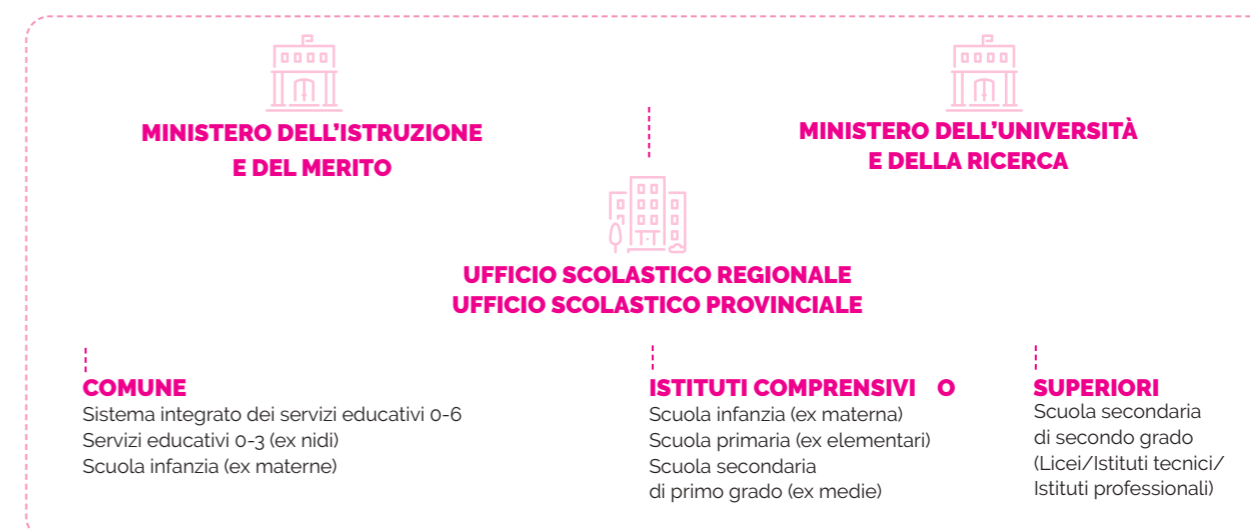 MINISTERO DELL'ISTRUZIONE
E DEL MERITO
MINISTERO DELL'UNIVERSITÀ
E DELLA RICERCA
UFFICIO SCOLASTICO REGIONALE
UFFICIO SCOLASTICO PROVINCIALE
COMUNE
Sistema integrato dei servizi educativi 0-6
Servizi educativi 0-3 (ex nidi)
Scuola infanzia (ex materne)
ISTITUTI COMPRENSIVI O
Scuola infanzia (ex materna)
Scuola primaria (ex elementari)
Scuola secondaria
di primo grado (ex medie)
SUPERIORI
Scuola secondaria
di secondo grado
(Licei/Istituti tecnici/
Istituti professionali)